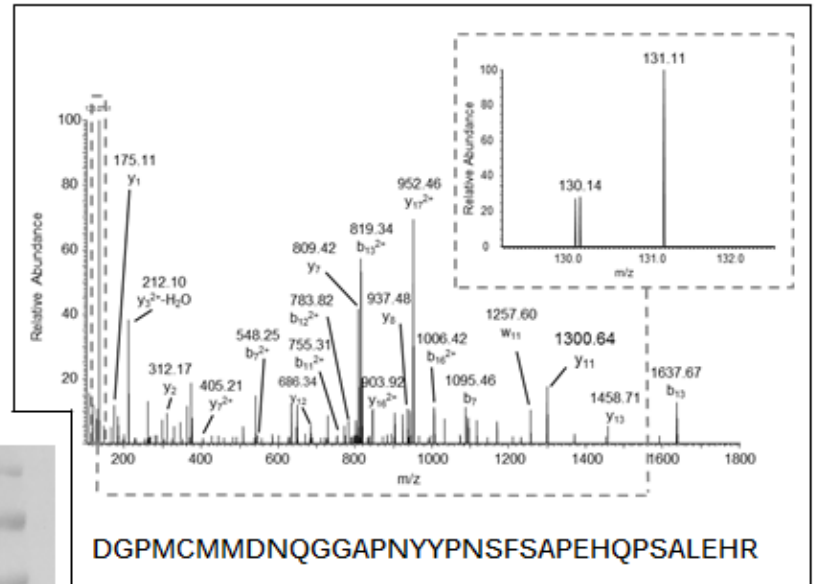 131.11
100
80
60
40
20
0
130.14
130.0
131.0
132.0
m/z
Relative Abundance
100
80
60
40
20
Relative Abundance
175.11
y1
212.10
y3²⁺-H2O
312.17
y2
405.21
y7²⁺
548.25
b7²⁺
686.34
y12
755.31
b11²⁺
783.82
b12²⁺
809.42
y7
819.34
b13²⁺
903.92
y16²⁺
937.48
y8
952.46
y17²⁺
1006.42
b16²⁺
1095.46
b7
1257.60
w11
1300.64
y11
1458.71
y13
1637.67
b13
200
400
600
800
1000
1200
1400
1600
1800
m/z
DGPMCMMDNQGGAPNYYPNSFSAPEHQPSALEHR